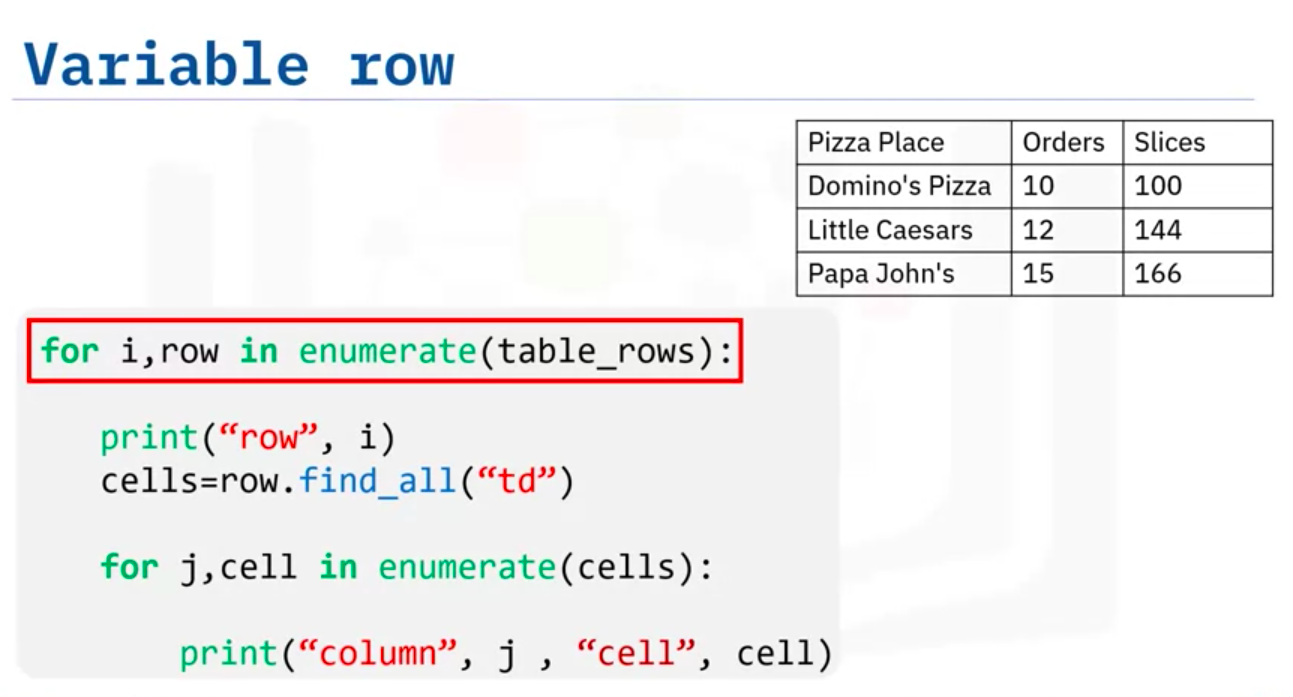 Variable row
Pizza Place Orders Slices
Domino's Pizza 10 100
Little Caesars 12 144
Papa John's 15 166
for i,row in enumerate(table_rows):
print(“row”, i)
cells=row.find_all(“td”)
for j,cell in enumerate(cells):
print(“column”, j , “cell”, cell)